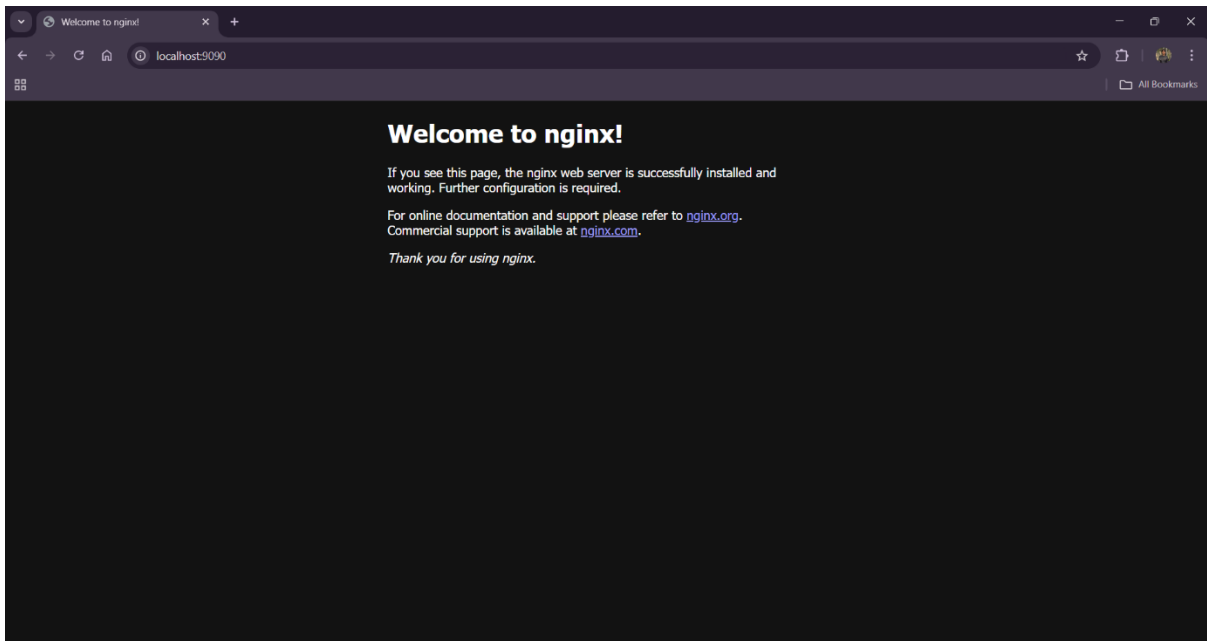 Welcome to nginx!
localhost:9090
All Bookmarks
Welcome to nginx!
If you see this page, the nginx web server is successfully installed and
working. Further configuration is required.
For online documentation and support please refer to nginx.org.
Commercial support is available at nginx.com.
Thank you for using nginx.